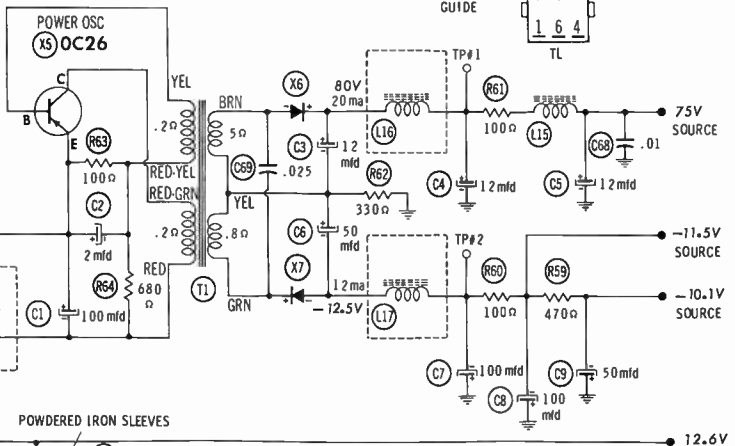 GUIDE
1 6 4
TL
POWER OSC
X5 OC26
C
B
E
YEL
.2Ω
R63
100Ω
RED-YEL
RED-GRN
C2
2 mfd
.2Ω
RED
R64
680
Ω
C1
100 mfd
T1
BRN
5Ω
C69
.025
YEL
.8Ω
GRN
X6
- +
80V
20 ma
C3
12
mfd
R62
330Ω
C6
50
mfd
X7
+ -
12 ma
-12.5V
L16
TP#1
R61
100Ω
L15
C4
12 mfd
C5
12 mfd
C68
.01
75V
SOURCE
L17
TP#2
R60
100Ω
R59
470Ω
-11.5V
SOURCE
-10.1V
SOURCE
C7
100 mfd
C8
100
mfd
C9
50 mfd
POWDERED IRON SLEEVES
12.6V